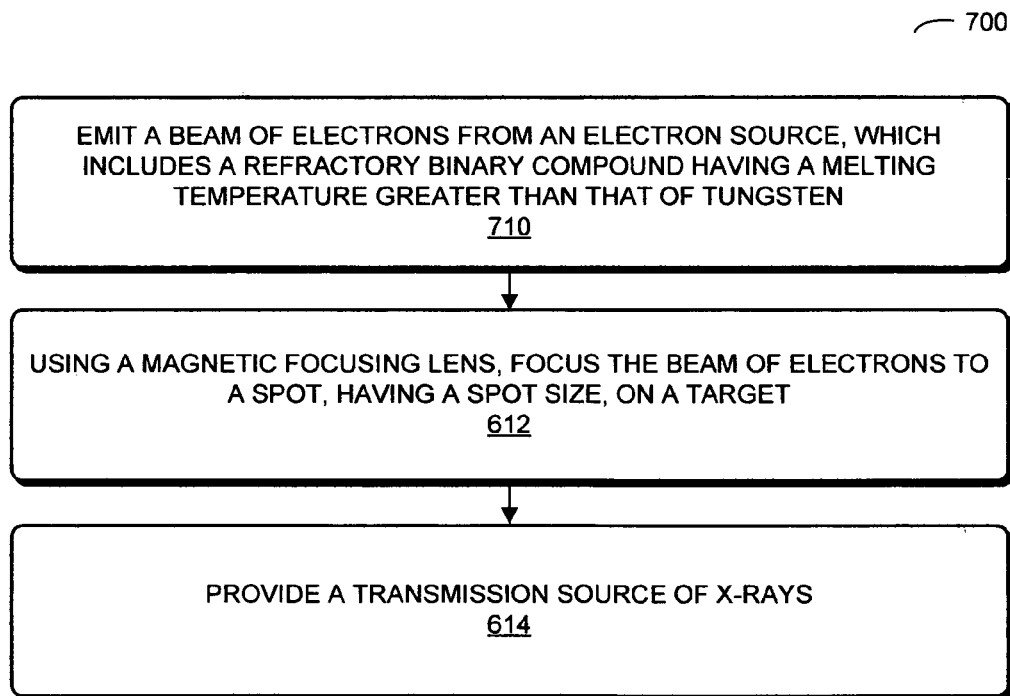 700
EMIT A BEAM OF ELECTRONS FROM AN ELECTRON SOURCE, WHICH
INCLUDES A REFRACTORY BINARY COMPOUND HAVING A MELTING
TEMPERATURE GREATER THAN THAT OF TUNGSTEN
710
USING A MAGNETIC FOCUSING LENS, FOCUS THE BEAM OF ELECTRONS TO
A SPOT, HAVING A SPOT SIZE, ON A TARGET
612
PROVIDE A TRANSMISSION SOURCE OF X-RAYS
614